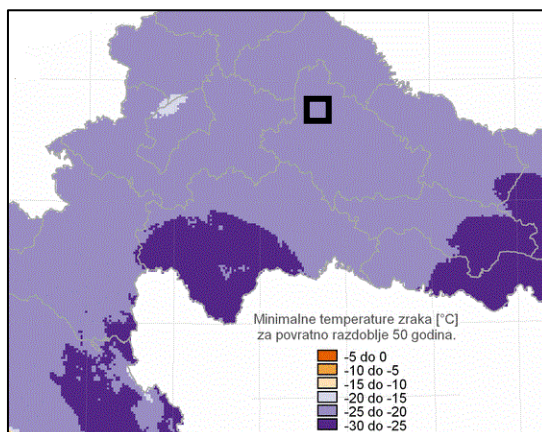 Minimalne temperature zraka [°C]
za povratno razdoblje 50 godina.
-5 do 0
-10 do -5
-15 do -10
-20 do -15
-25 do -20
-30 do -25